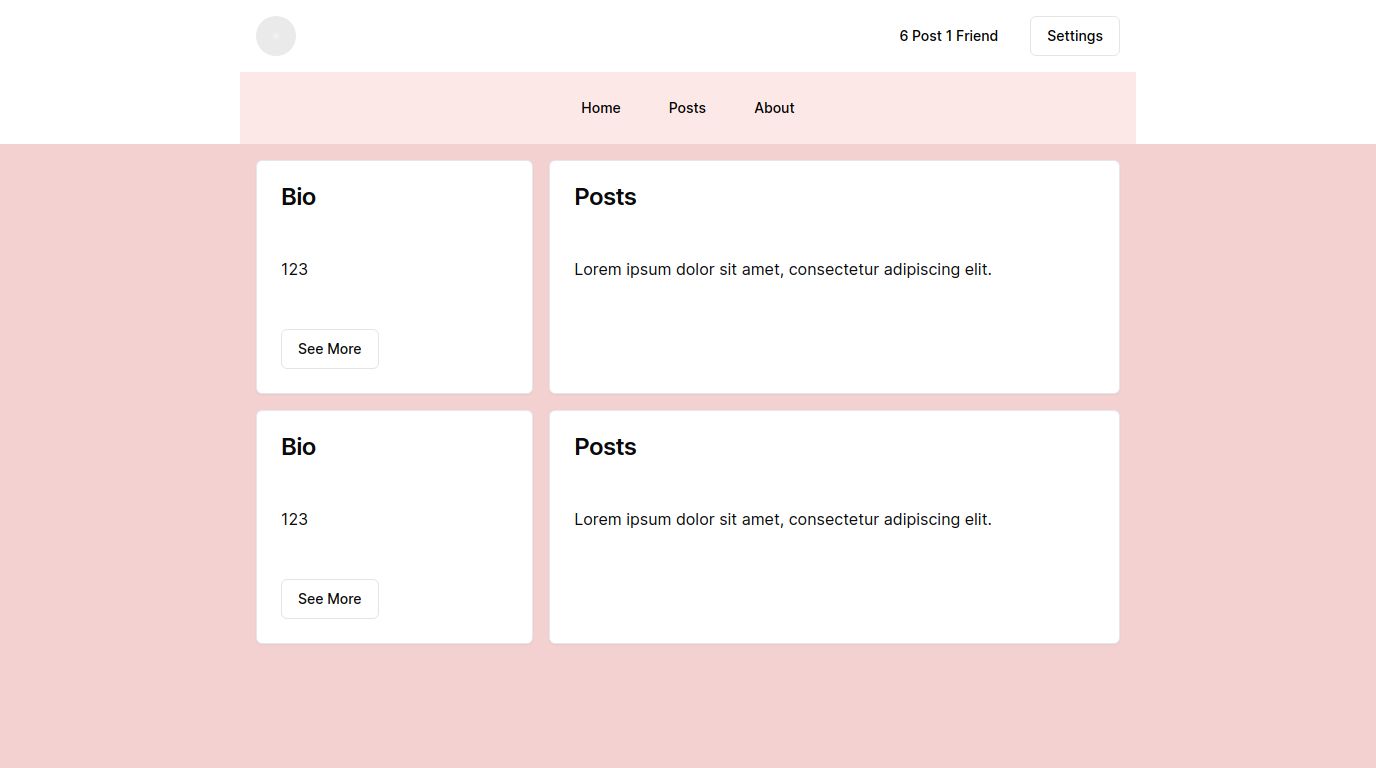 6 Post 1 Friend
Settings
Home
Posts
About
Bio
123
See More
Posts
Lorem ipsum dolor sit amet, consectetur adipiscing elit.
Bio
123
See More
Posts
Lorem ipsum dolor sit amet, consectetur adipiscing elit.